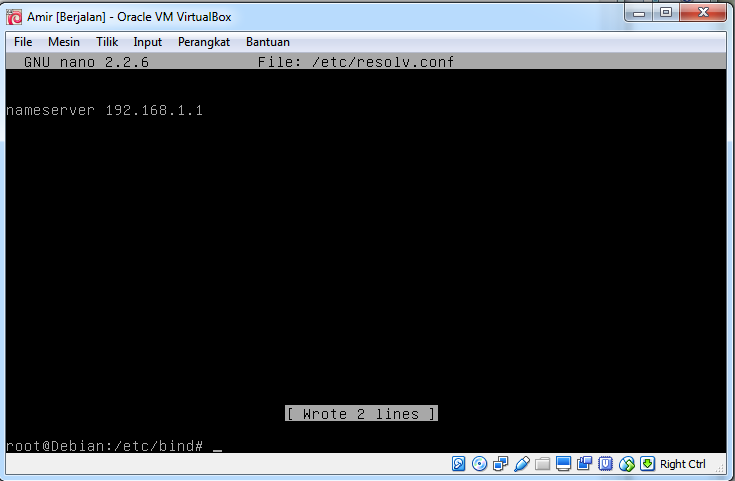 Amir [Berjalan] - Oracle VM VirtualBox
File Mesin Tilik Input Perangkat Bantuan
GNU nano 2.2.6 File: /etc/resolv.conf
nameserver 192.168.1.1
[ Wrote 2 lines ]
root@Debian:/etc/bind# _
Right Ctrl